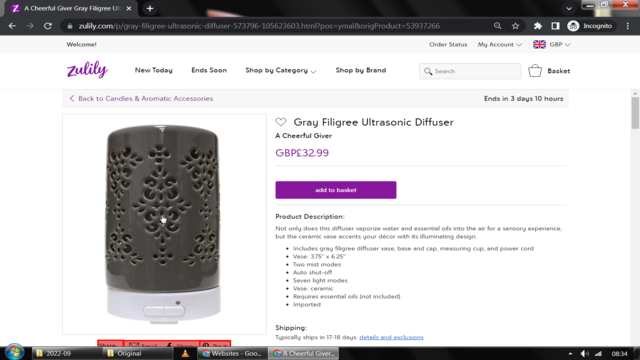 A Cheerful Giver Gray Filigree Ult
zulily.com/p/gray-filigree-ultrasonic-diffuser-573796-105623603.html?pos=ymal&origProduct=53937266
Incognito
Welcome!
Order Status
My Account
GBP
zulily
New Today
Ends Soon
Shop by Category
Shop by Brand
Search
Basket
Back to Candles & Aromatic Accessories
Ends in 3 days 10 hours
Gray Filigree Ultrasonic Diffuser
A Cheerful Giver
GBP£32.99
add to basket
Product Description:
Not only does this diffuser vaporize water and essential oils into the air for a sensory experience,
but the ceramic vase accents your décor with its illuminating design.
Includes gray filigree diffuser vase, base and cap, measuring cup, and power cord
Vase: 3.75'' x 6.25''
Two mist modes
Auto shut-off
Seven light modes
Vase: ceramic
Requires essential oils (not included)
Imported
Shipping:
Typically ships in 17-18 days. details and exclusions
2022-09
Original
Websites - Goo...
A Cheerful Giver...
08:34